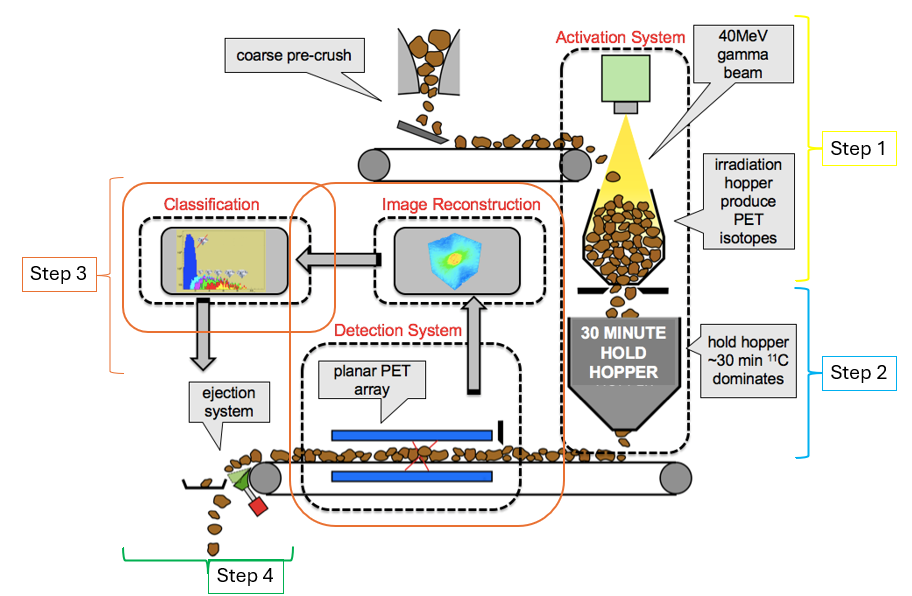 coarse pre-crush
Activation System
40MeV
gamma
beam
Step 1
irradiation
hopper
produce
PET
isotopes
Classification
Image Reconstruction
Step 3
Detection System
30 MINUTE
HOLD
HOPPER
hold hopper
~30 min ¹¹C
dominates
Step 2
planar PET
array
ejection
system
Step 4